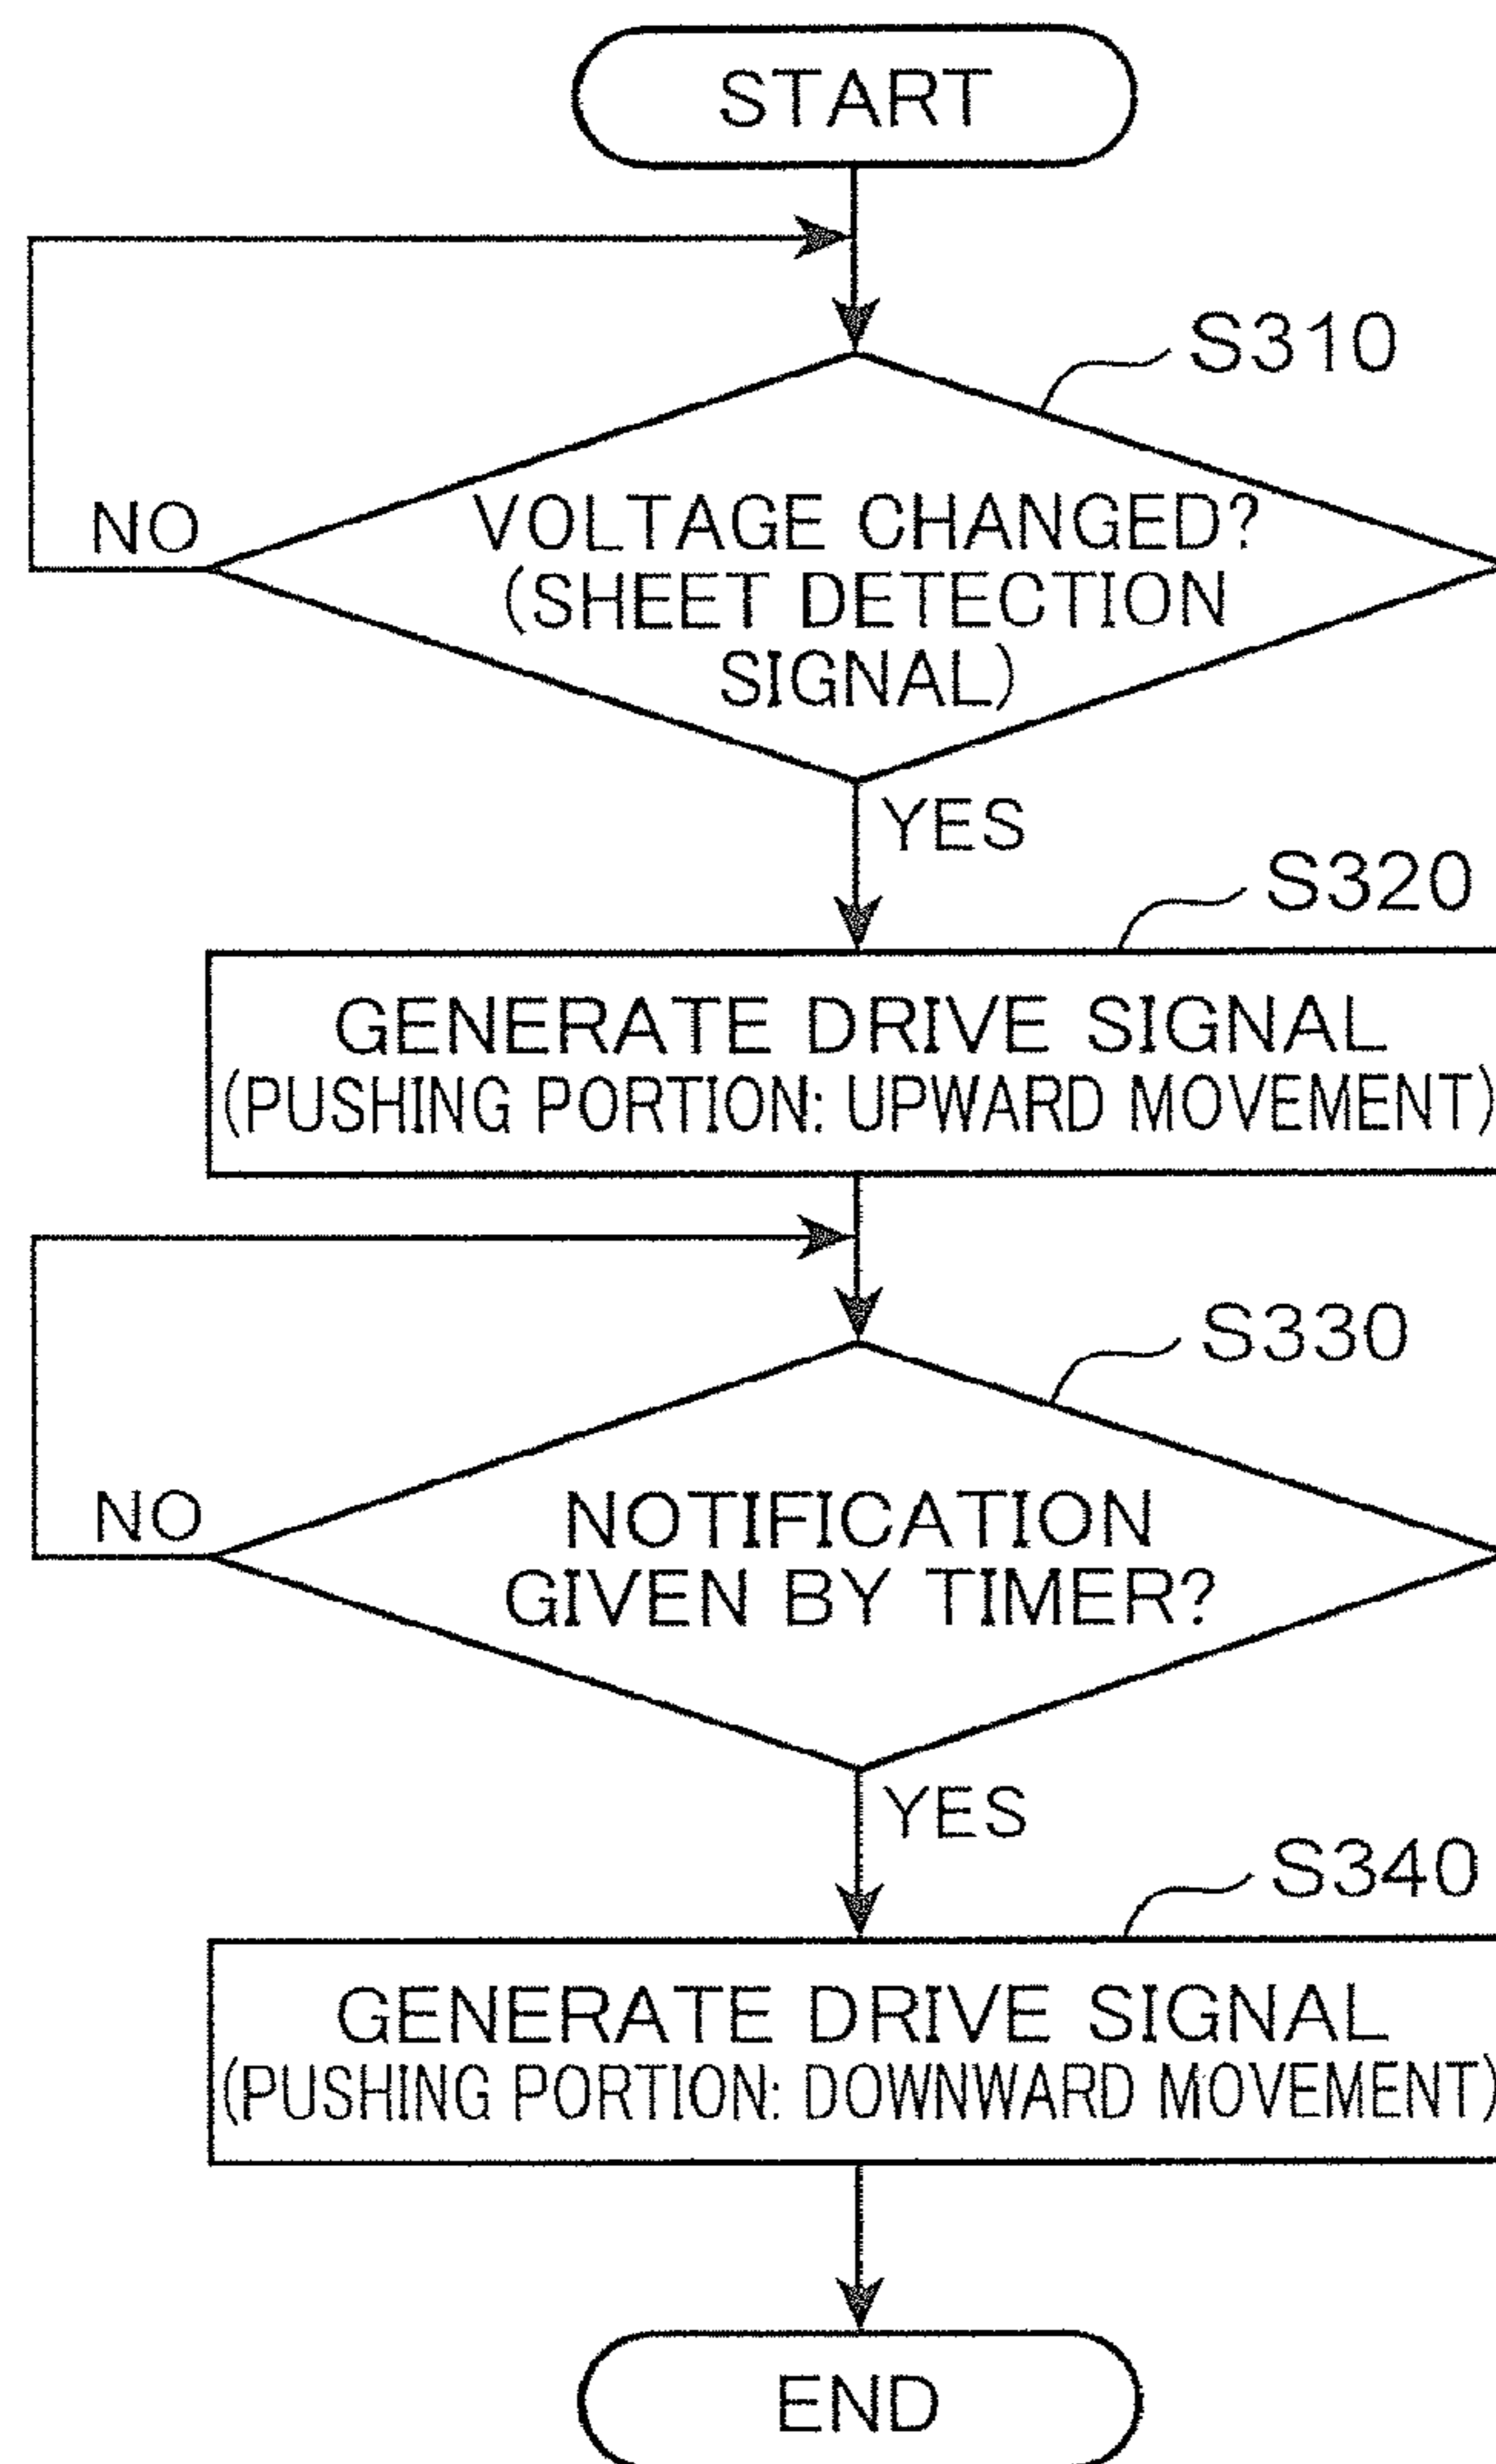 START
S310
NO
VOLTAGE CHANGED?
(SHEET DETECTION
SIGNAL)
YES
S320
GENERATE DRIVE SIGNAL
(PUSHING PORTION: UPWARD MOVEMENT)
S330
NO
NOTIFICATION
GIVEN BY TIMER?
YES
S340
GENERATE DRIVE SIGNAL
(PUSHING PORTION: DOWNWARD MOVEMENT)
END